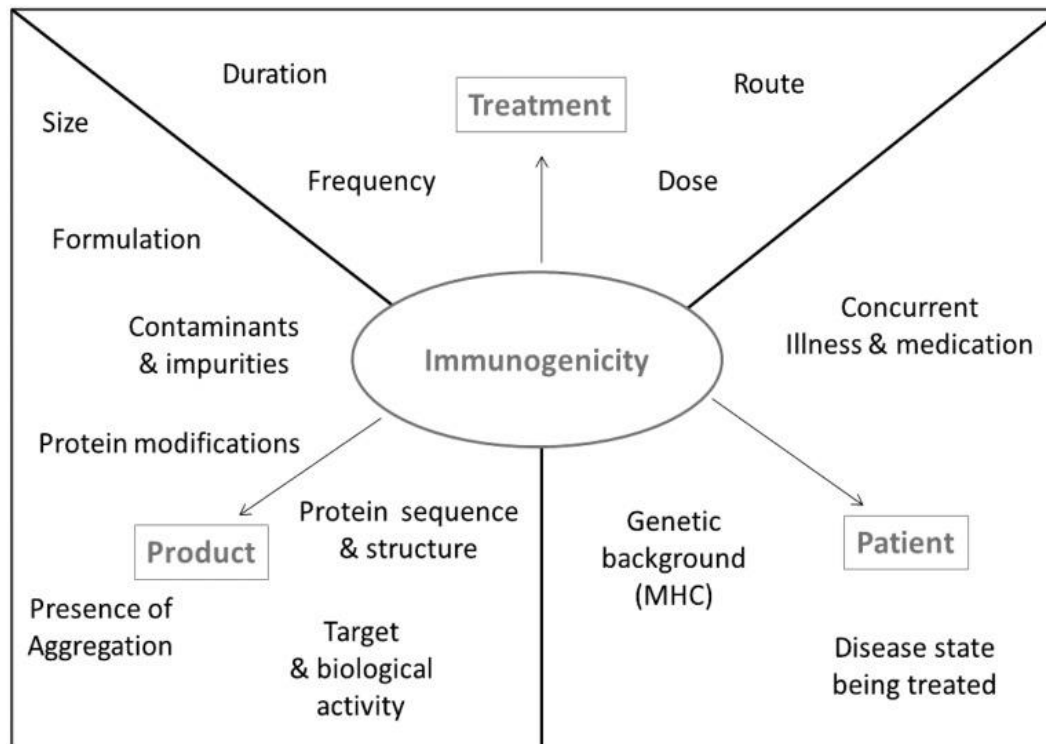 Duration
Treatment
Route
Size
Frequency
Dose
Formulation
Contaminants
& impurities
Immunogenicity
Concurrent
Illness & medication
Protein modifications
Product
Protein sequence
& structure
Genetic
background
(MHC)
Patient
Presence of
Aggregation
Target
& biological
activity
Disease state
being treated